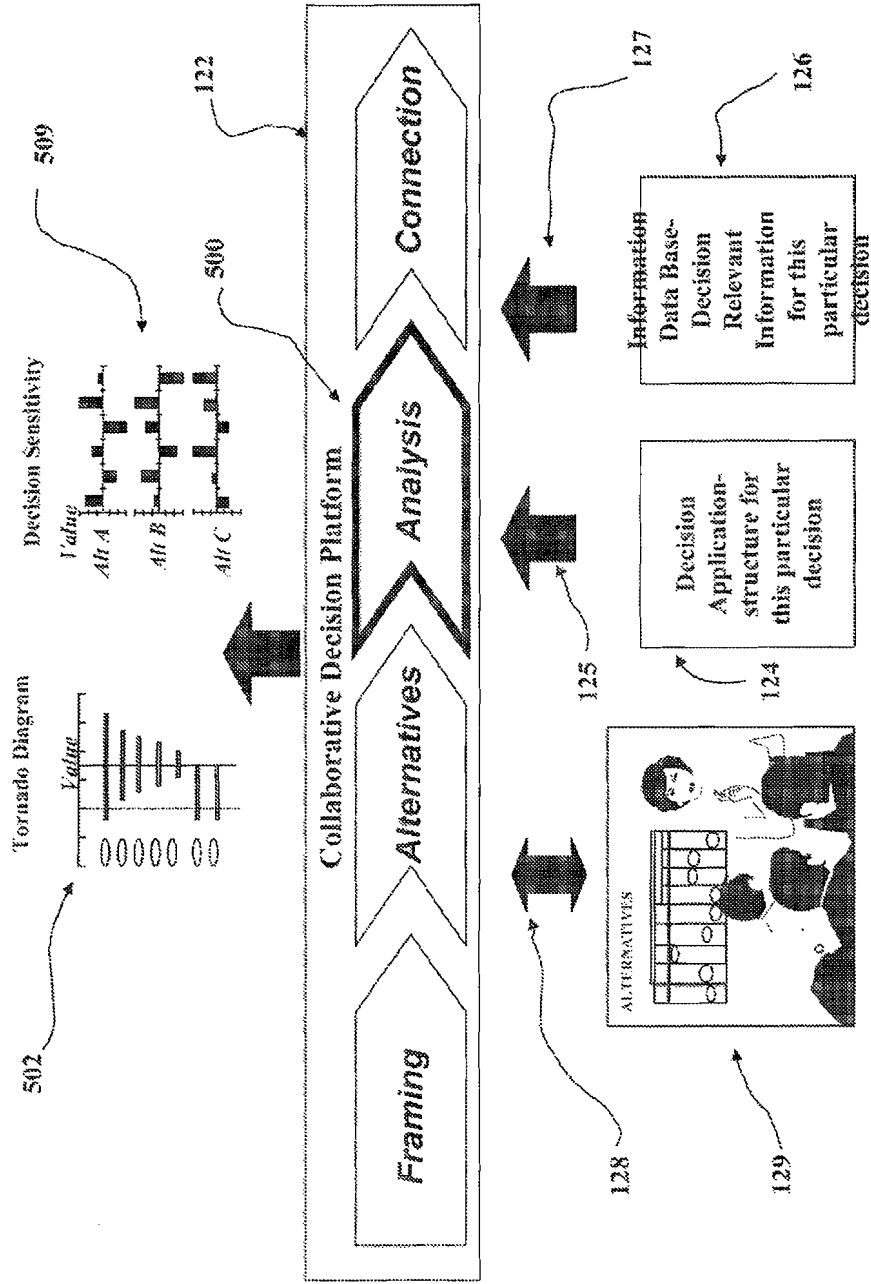 Tornado Diagram
Value
502
Decision Sensitivity
Value
Alt A
Alt B
Alt C
509
500
122
Collaborative Decision Platform
Framing
Alternatives
Analysis
Connection
128
125
127
129
ALTERNATIVES
124
Decision
Application-
structure for
this particular
decision
126
Information
Data Base-
Decision
Relevant
Information
for this
particular
decision